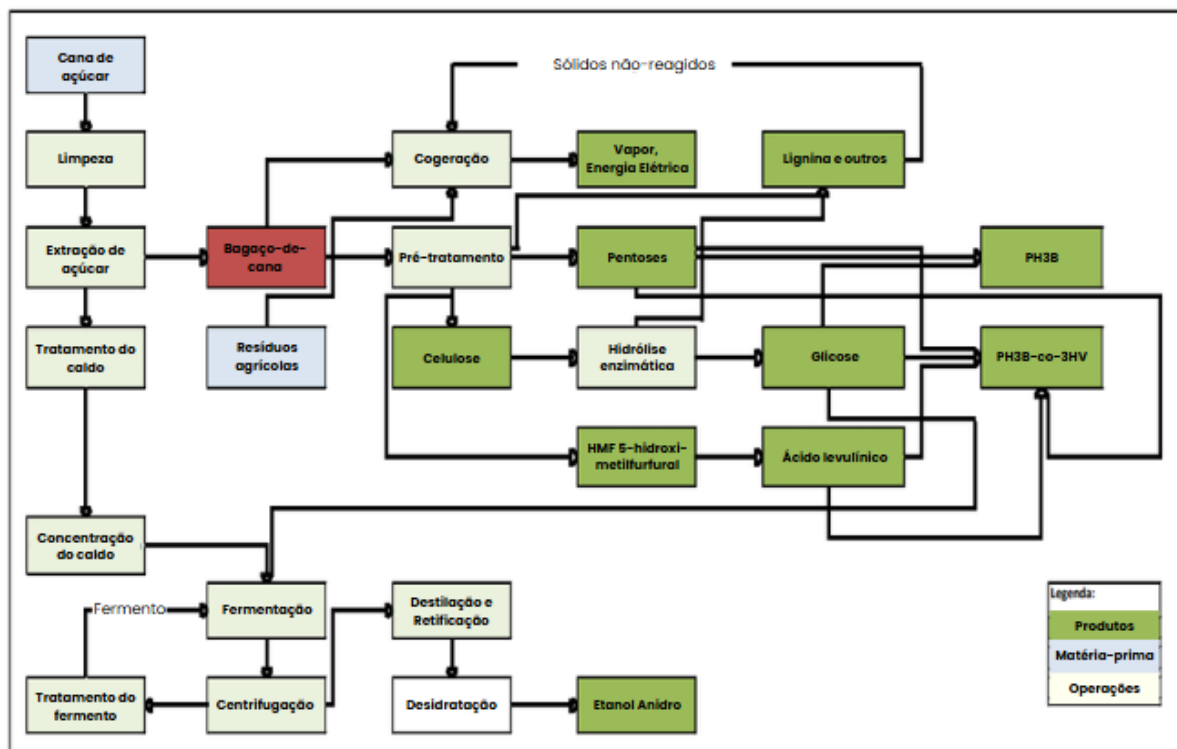 Cana de
açúcar
Sólidos não-reagidos
Limpeza
Cogeração
Vapor,
Energia Elétrica
Lignina e outros
Extração de
açúcar
Bagaço-de-
cana
Pré-tratamento
Pentoses
PH3B
Tratamento do
caldo
Resíduos
agrícolas
Celulose
Hidrólise
enzimática
Glicose
PH3B-co-3HV
HMF 5-hidroxi-
metilfurfural
Ácido levulínico
Concentração
do caldo
Fermento
Fermentação
Destilação e
Retificação
Tratamento do
fermento
Centrifugação
Desidratação
Etanol Anidro
Legenda:
Produtos
Matéria-prima
Operações